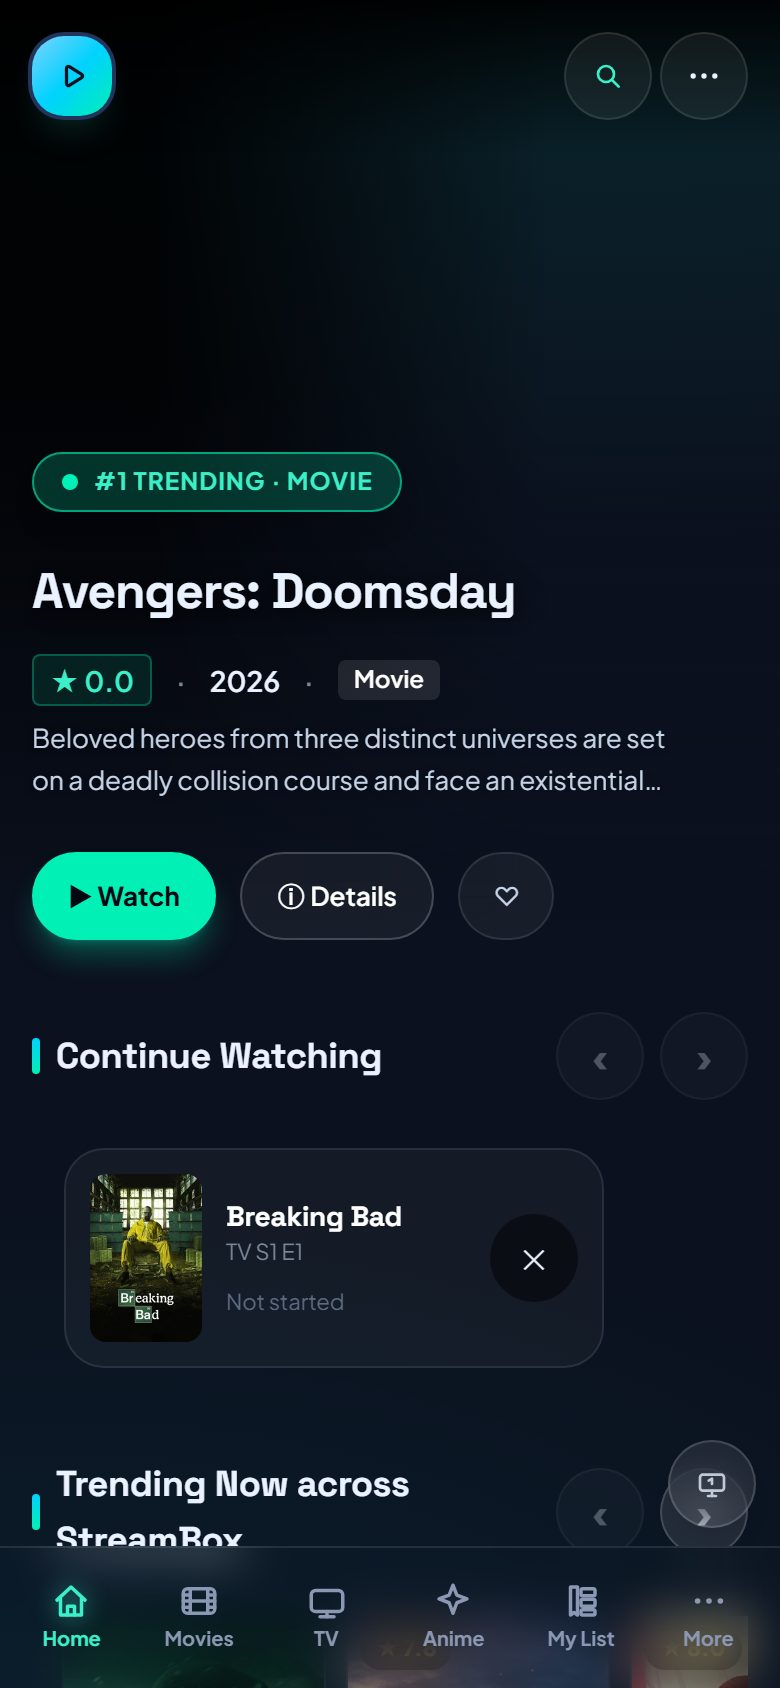 #1 TRENDING · MOVIE
Avengers: Doomsday
★ 0.0 · 2026 · Movie
Beloved heroes from three distinct universes are set
on a deadly collision course and face an existential...
▶ Watch
ⓘ Details
Continue Watching
‹ ›
Breaking Bad
TV S1 E1
Not started
Breaking
Bad
Trending Now across
StreamBox
‹ ›
Home
Movies
TV
Anime
My List
More